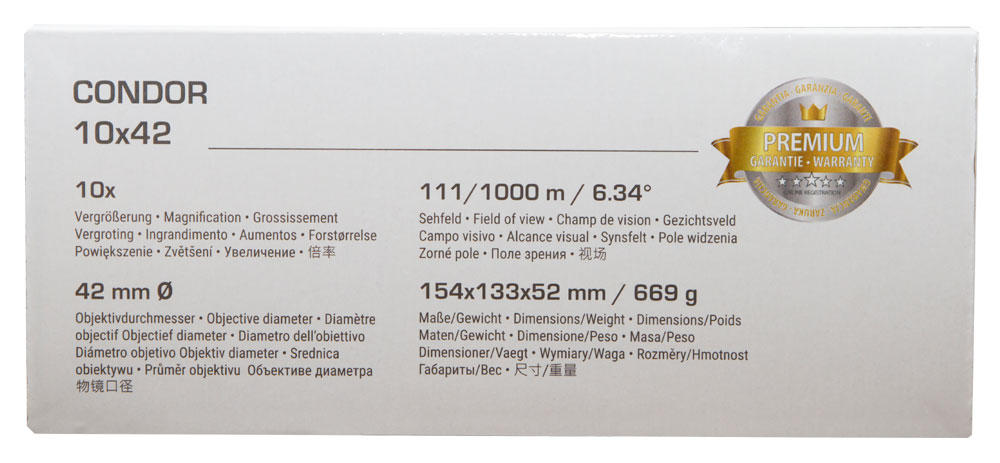 CONDOR
10x42
GARANTIA · GARANZIA · GARANTIE
PREMIUM
GARANTIE · WARRANTY
ONLINE REGISTRATION
10x
Vergrößerung · Magnification · Grossissement
Vergroting · Ingrandimento · Aumentos · Forstørrelse
Powiększenie · Zvětšení · Увеличение · 倍率
111/1000 m / 6.34°
Sehfeld · Field of view · Champ de vision · Gezichtsveld
Campo visivo · Alcance visual · Synsfelt · Pole widzenia
Zorné pole · Поле зрения · 视场
42 mm Ø
Objektivdurchmesser · Objective diameter · Diamètre
objectif Objectief diameter · Diametro dell'obiettivo
Diámetro objetivo Objektiv diameter · Srednica
obiektywu · Průměr objektivu Объективе диаметра
物镜口径
154x133x52 mm / 669 g
Maße/Gewicht · Dimensions/Weight · Dimensions/Poids
Maten/Gewicht · Dimensione/Peso · Masa/Peso
Dimensioner/Vaegt · Wymiary/Waga · Rozměry/Hmotnost
Габариты/Вес · 尺寸/重量